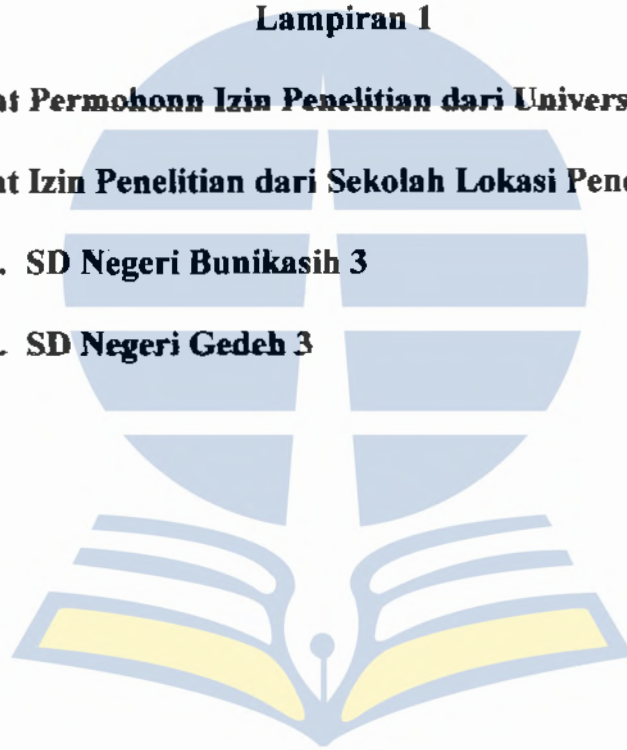 Lampiran 1
at Permohonn Izin Penelitian dari Univers
at Izin Penelitian dari Sekolah Lokasi Pene
. SD Negeri Bunikasih 3
. SD Negeri Gedeh 3